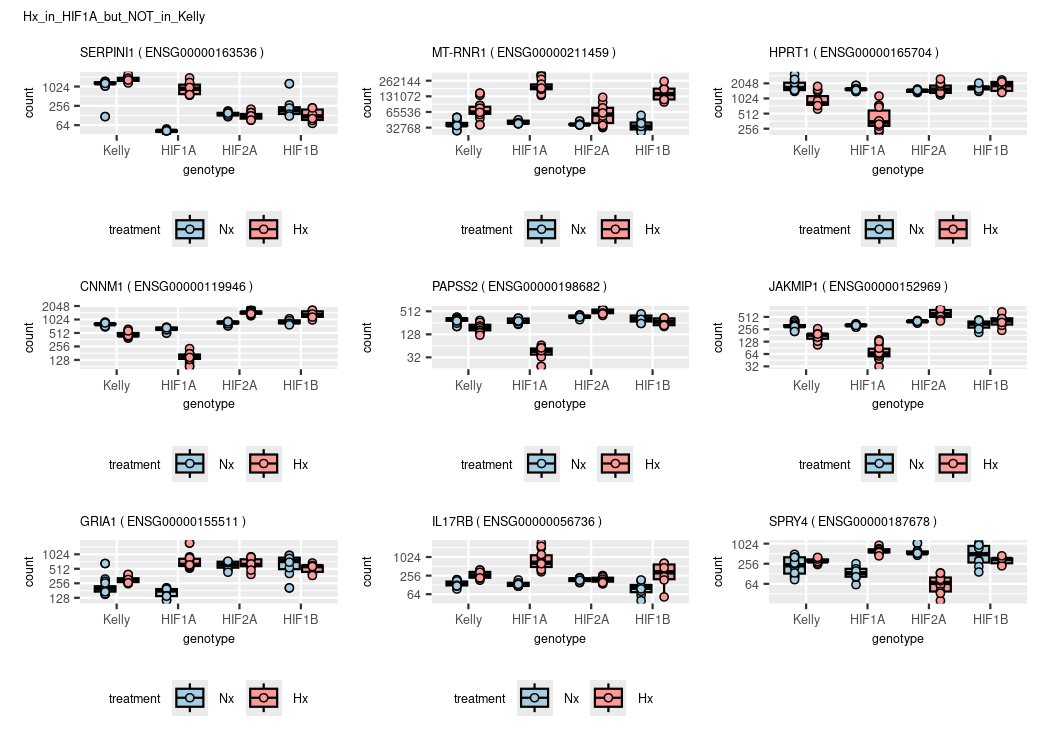 Hx_in_HIF1A_but_NOT_in_Kelly
SERPINI1 ( ENSG00000163536 )
count
1024
256
64
Kelly HIF1A HIF2A HIF1B
genotype
treatment Nx Hx
MT-RNR1 ( ENSG00000211459 )
count
262144
131072
65536
32768
Kelly HIF1A HIF2A HIF1B
genotype
treatment Nx Hx
HPRT1 ( ENSG00000165704 )
count
2048
1024
512
256
Kelly HIF1A HIF2A HIF1B
genotype
treatment Nx Hx
CNNM1 ( ENSG00000119946 )
count
2048
1024
512
256
128
Kelly HIF1A HIF2A HIF1B
genotype
treatment Nx Hx
PAPSS2 ( ENSG00000198682 )
count
512
128
32
Kelly HIF1A HIF2A HIF1B
genotype
treatment Nx Hx
JAKMIP1 ( ENSG00000152969 )
count
512
256
128
64
32
Kelly HIF1A HIF2A HIF1B
genotype
treatment Nx Hx
GRIA1 ( ENSG00000155511 )
count
1024
512
256
128
Kelly HIF1A HIF2A HIF1B
genotype
treatment Nx Hx
IL17RB ( ENSG00000056736 )
count
1024
256
64
Kelly HIF1A HIF2A HIF1B
genotype
treatment Nx Hx
SPRY4 ( ENSG00000187678 )
count
1024
256
64
Kelly HIF1A HIF2A HIF1B
genotype